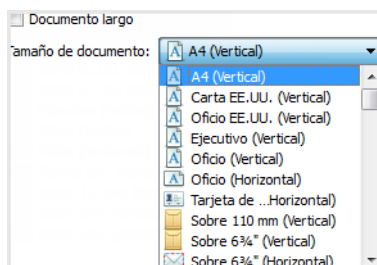 Documento largo
Tamaño de documento: A4 (Vertical)
A4 (Vertical)
Carta EE.UU. (Vertical)
Oficio EE.UU. (Vertical)
Ejecutivo (Vertical)
Oficio (Vertical)
Oficio (Horizontal)
Tarjeta de ...Horizontal)
Sobre 110 mm (Vertical)
Sobre 6¾" (Vertical)
Sobre 6¾" (Horizontal)